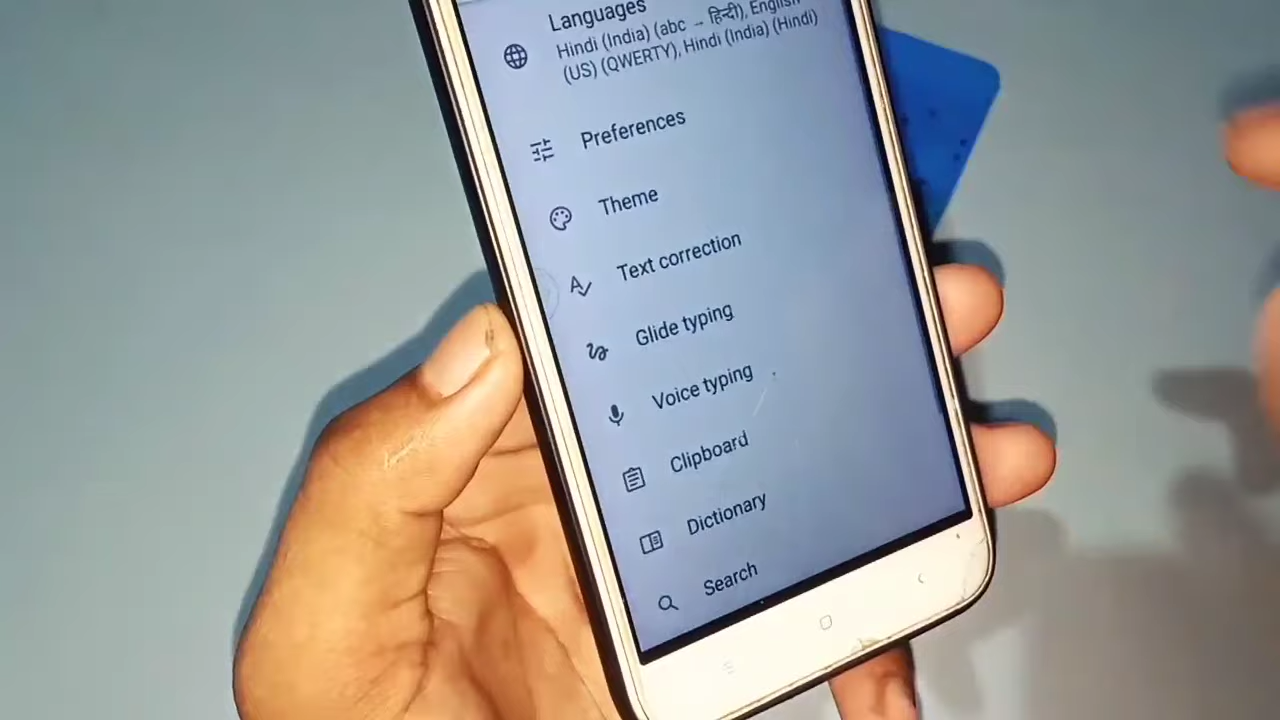 Languages
Hindi (India) (abc → हिन्दी), English
(US) (QWERTY), Hindi (India) (Hindi)
Preferences
Theme
Text correction
Glide typing
Voice typing
Clipboard
Dictionary
Search